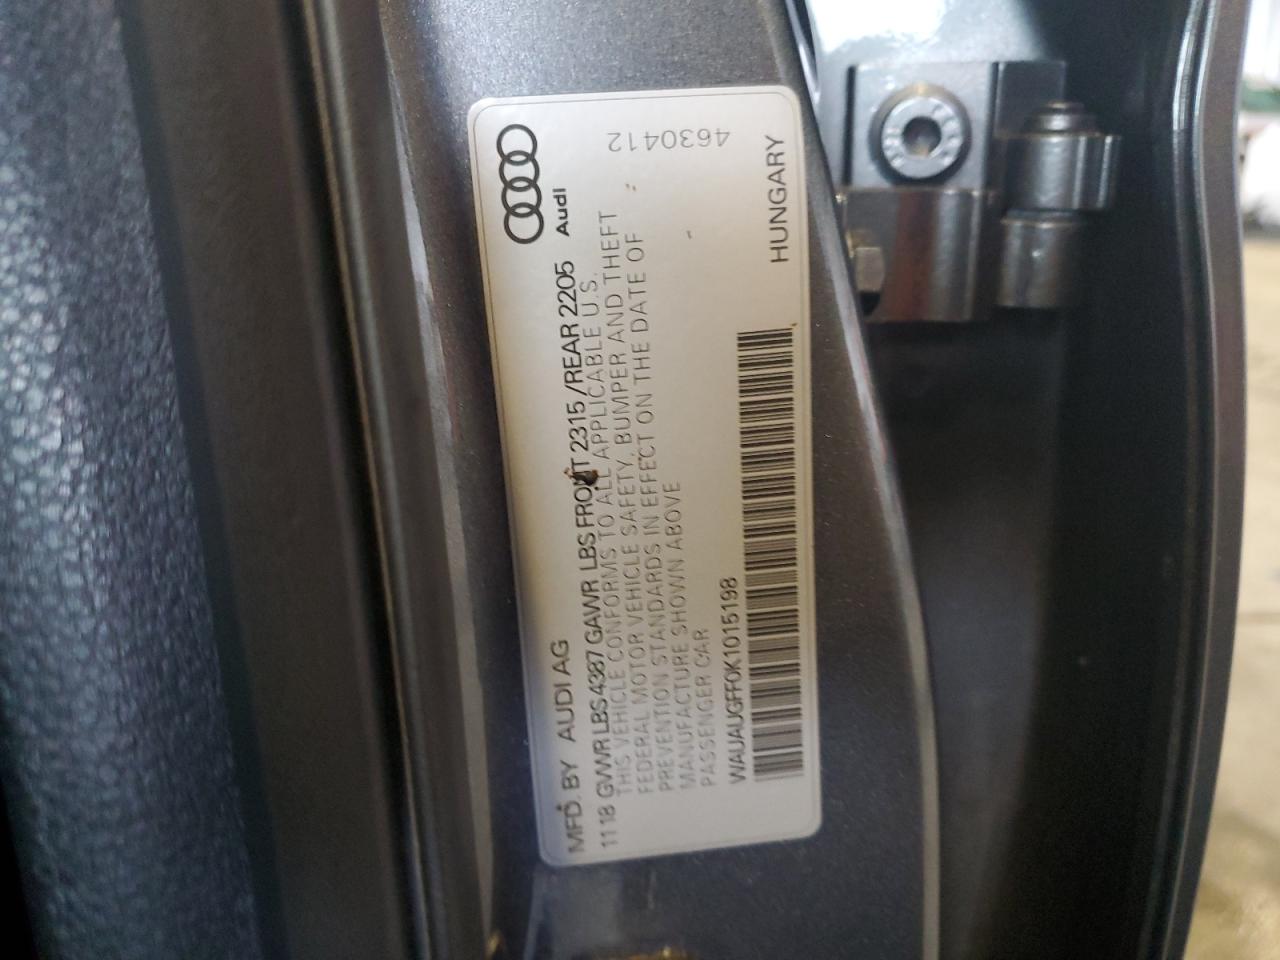 Audi
MFD. BY AUDI AG
11 18 GVWR LBS 4387 GAWR LBS FRONT 2315 /REAR 2205
THIS VEHICLE CONFORMS TO ALL APPLICABLE U.S.
FEDERAL MOTOR VEHICLE SAFETY, BUMPER AND THEFT
PREVENTION STANDARDS IN EFFECT ON THE DATE OF
MANUFACTURE SHOWN ABOVE
PASSENGER CAR
WAUAUGFF0K1015198
HUNGARY
4630412